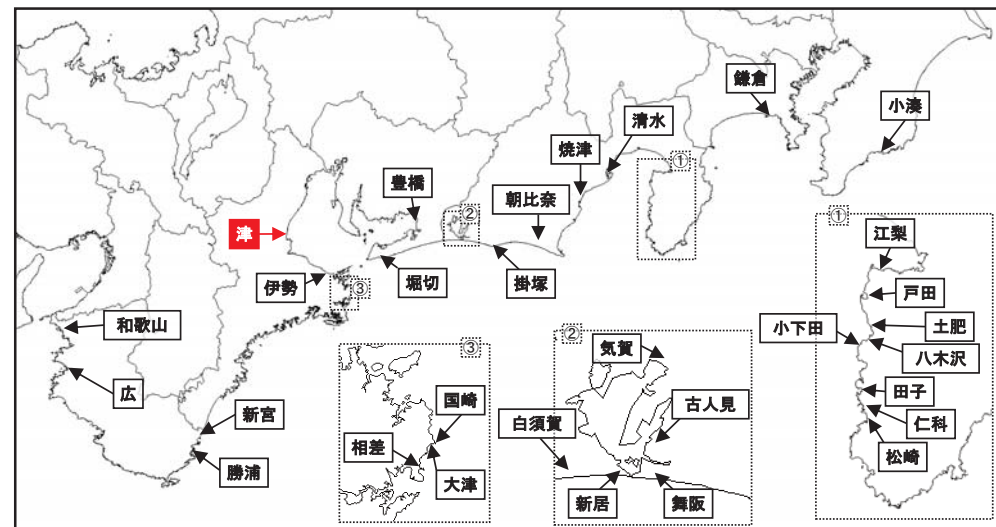 鎌倉
小湊
清水
焼津
①
豊橋
朝比奈
②
津
伊勢
③
堀切
掛塚
和歌山
広
新宮
勝浦
①
江梨
戸田
土肥
小下田
八木沢
田子
仁科
松崎
②
気賀
古人見
白須賀
新居
舞阪
③
国崎
相差
大津